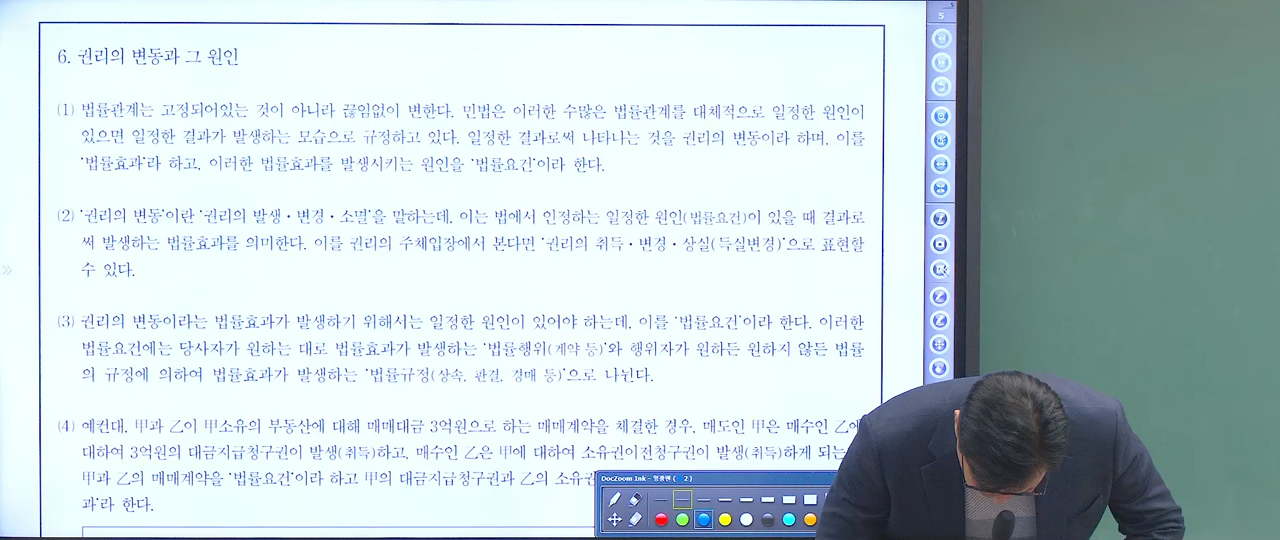 5
6. 권리의 변동과 그 원인
(1) 법률관계는 고정되어있는 것이 아니라 끊임없이 변한다. 민법은 이러한 수많은 법률관계를 대체적으로 일정한 원인이
있으면 일정한 결과가 발생하는 모습으로 규정하고 있다. 일정한 결과로써 나타나는 것을 권리의 변동이라 하며, 이를
'법률효과'라 하고, 이러한 법률효과를 발생시키는 원인을 '법률요건'이라 한다.
(2) '권리의 변동'이란 '권리의 발생·변경·소멸'을 말하는데, 이는 법에서 인정하는 일정한 원인(법률요건)이 있을 때 결과로
써 발생하는 법률효과를 의미한다. 이를 권리의 주체입장에서 본다면 '권리의 취득·변경·상실(득실변경)'으로 표현할
수 있다.
(3) 권리의 변동이라는 법률효과가 발생하기 위해서는 일정한 원인이 있어야 하는데, 이를 '법률요건'이라 한다. 이러한
법률요건에는 당사자가 원하는 대로 법률효과가 발생하는 '법률행위(계약 등)'와 행위자가 원하든 원하지 않든 법률
의 규정에 의하여 법률효과가 발생하는 '법률규정(상속, 판결, 경매 등)'으로 나뉜다.
(4) 예컨대, 甲과 乙이 甲소유의 부동산에 대해 매매대금 3억원으로 하는 매매계약을 체결한 경우, 매도인 甲은 매수인 乙에
대하여 3억원의 대금지급청구권이 발생(취득)하고, 매수인 乙은 甲에 대하여 소유권이전청구권이 발생(취득)하게 되는
甲과 乙의 매매계약을 '법률요건'이라 하고 甲의 대금지급청구권과 乙의 소유권
과'라 한다.
DocZoom Ink - 형광펜 ( 2)